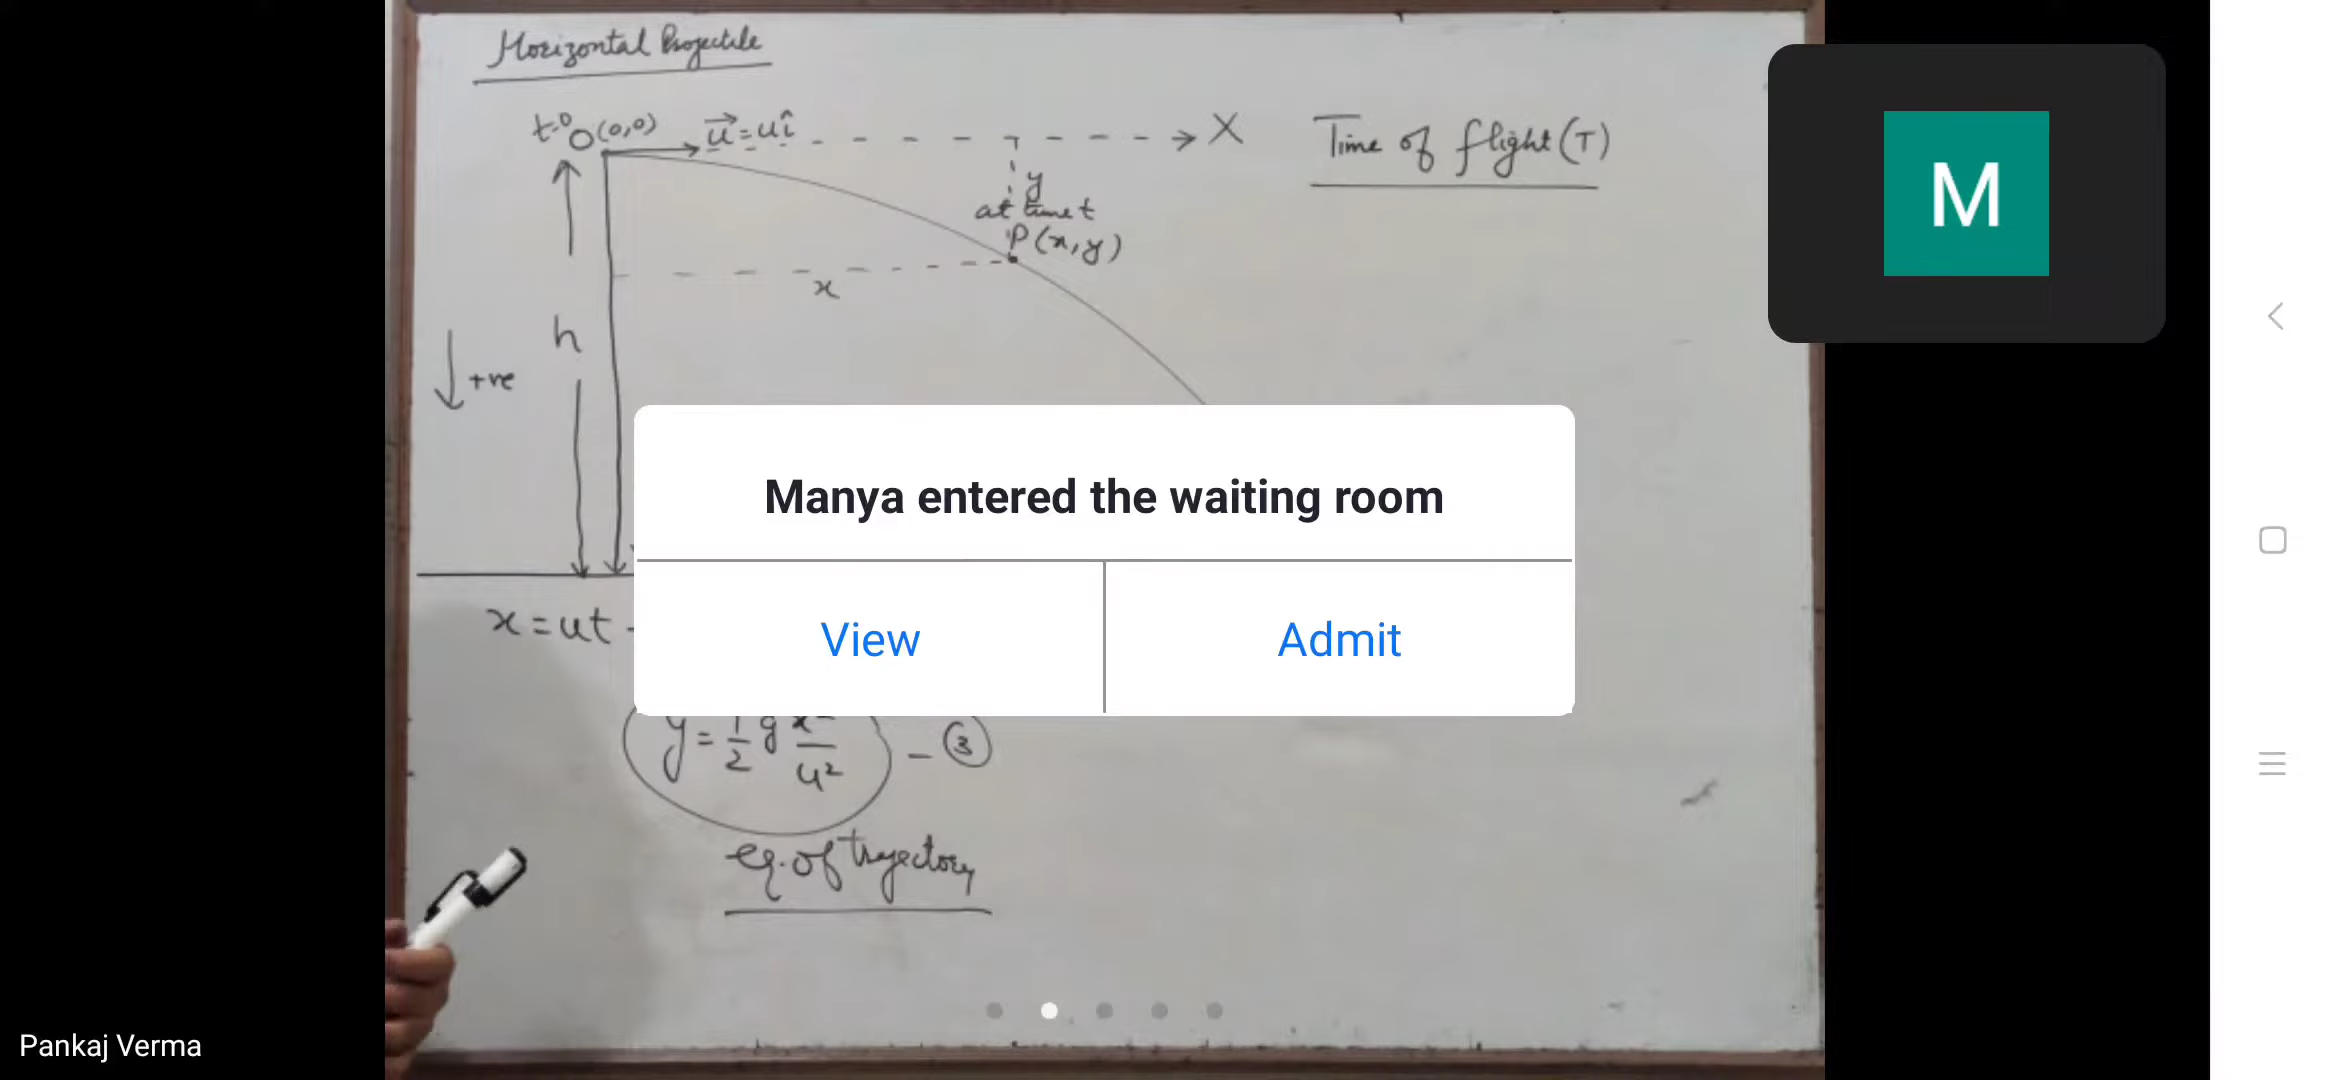 Horizontal Projectile
t=0 O(0,0) u⃗=uî X
Time of flight (T)
y
at time t
P(x,y)
x
h
+ve
M
Manya entered the waiting room
View Admit
x=ut
y = 1/2 g x²/u² - ③
eq. of trajectory
Pankaj Verma